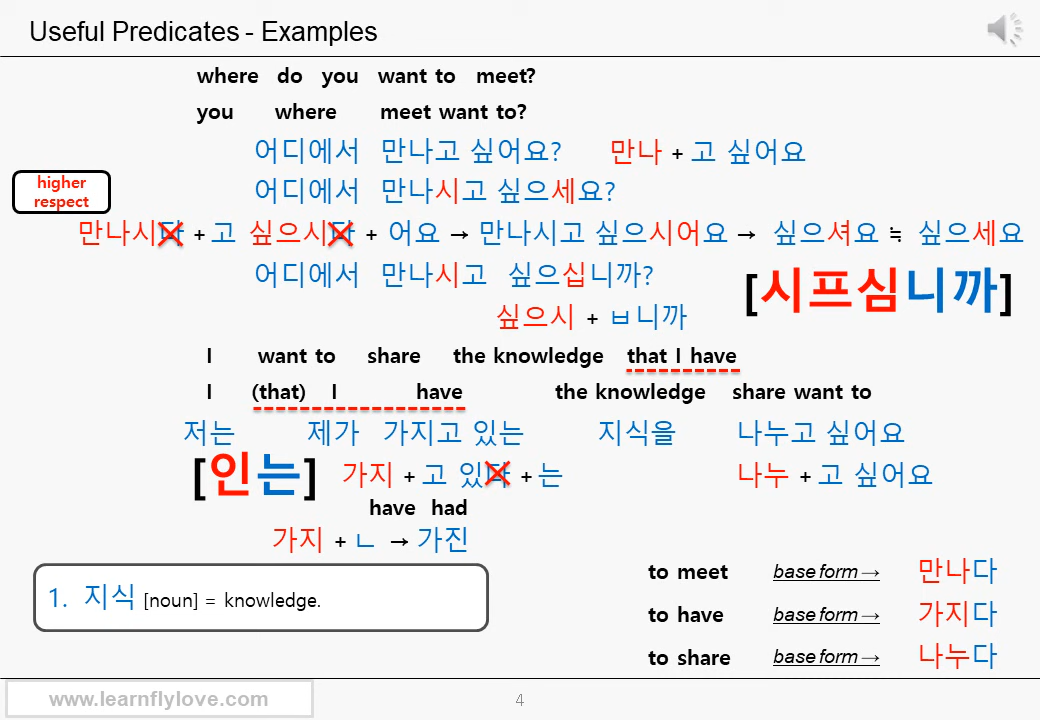 Useful Predicates - Examples
where do you want to meet?
you where meet want to?
어디에서 만나고 싶어요? 만나 + 고 싶어요
higher
respect
어디에서 만나시고 싶으세요?
만나시다 + 고 싶으시다 + 어요 → 만나시고 싶으시어요 → 싶으셔요 ≒ 싶으세요
어디에서 만나시고 싶으십니까?
[시프심니까]
싶으시 + ㅂ니까
I want to share the knowledge that I have
I (that) I have the knowledge share want to
저는 제가 가지고 있는 지식을 나누고 싶어요
[인는] 가지 + 고 있다 + 는 나누 + 고 싶어요
have had
가지 + ㄴ → 가진
1. 지식 [noun] = knowledge.
to meet base form → 만나다
to have base form → 가지다
to share base form → 나누다
www.learnflylove.com
4